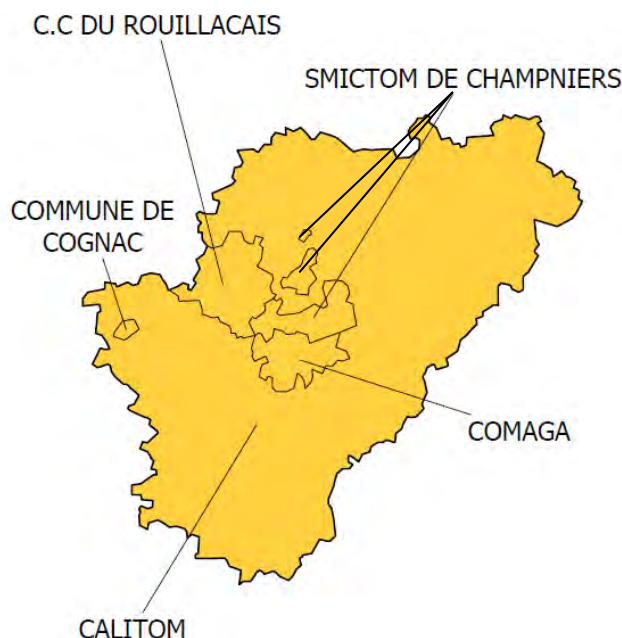 C.C DU ROUILLACAIS
SMICTOM DE CHAMPNIERS
COMMUNE DE
COGNAC
COMAGA
CALITOM